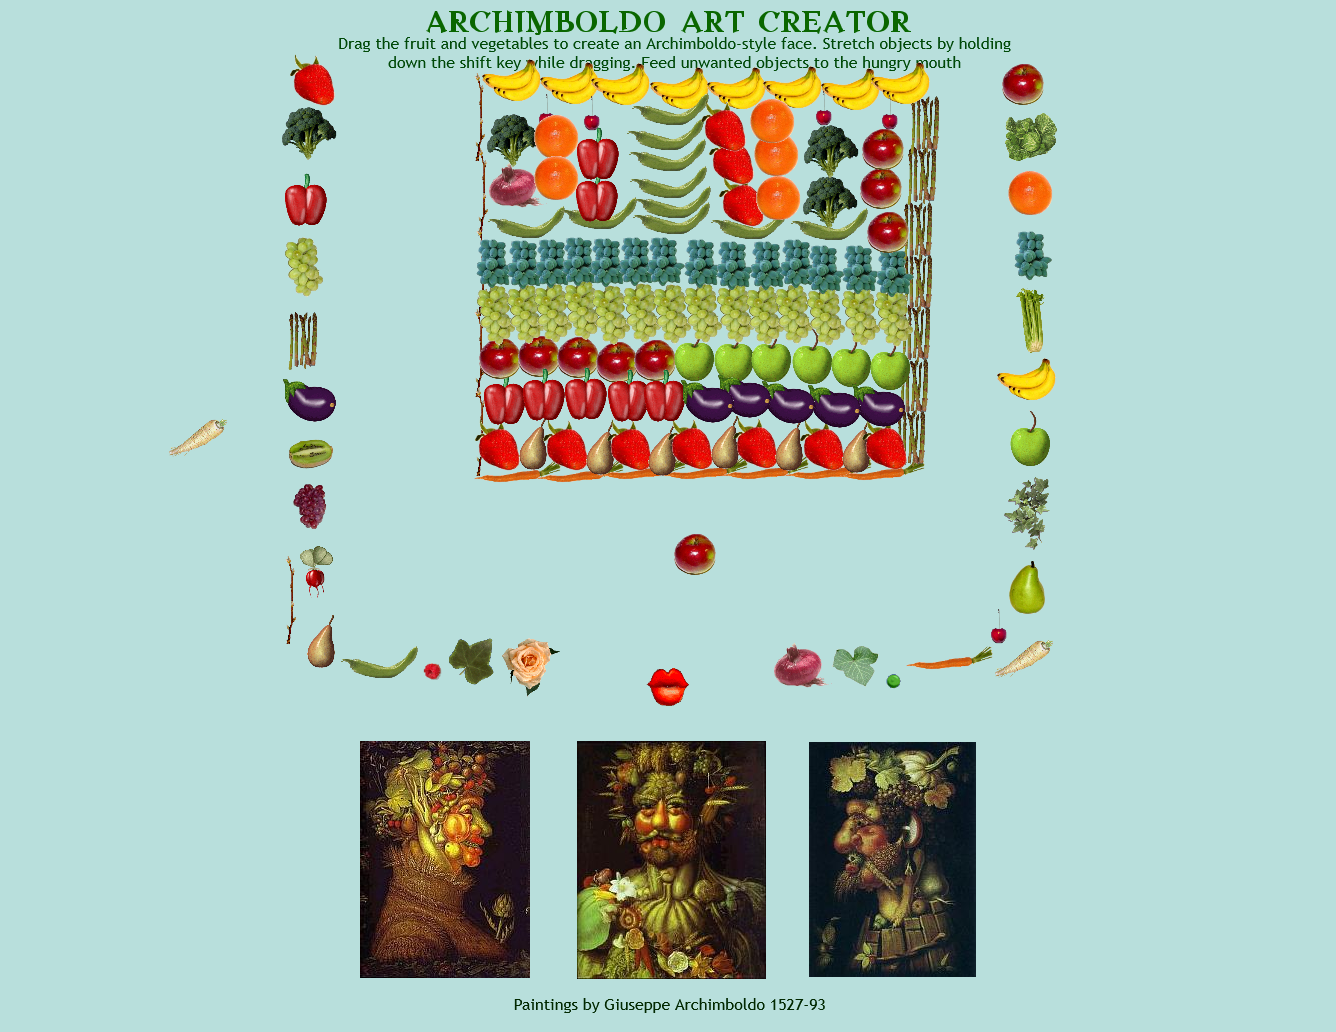 ARCHIMBOLDO ART CREATOR
Drag the fruit and vegetables to create an Archimboldo-style face. Stretch objects by holding
down the shift key while dragging. Feed unwanted objects to the hungry mouth
Paintings by Giuseppe Archimboldo 1527-93